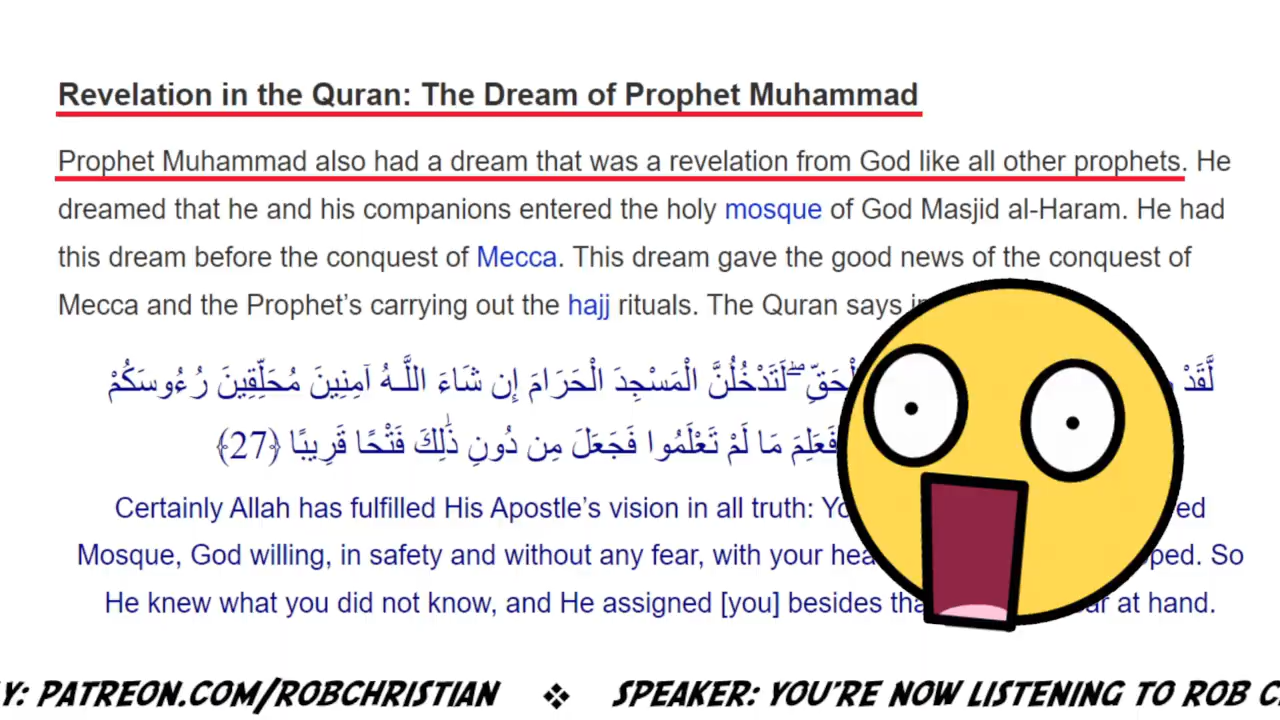 Revelation in the Quran: The Dream of Prophet Muhammad
Prophet Muhammad also had a dream that was a revelation from God like all other prophets. He
dreamed that he and his companions entered the holy mosque of God Masjid al-Haram. He had
this dream before the conquest of Mecca. This dream gave the good news of the conquest of
Mecca and the Prophet's carrying out the hajj rituals. The Quran says
لَّقَدْ الْحَقِّ ۖ لَتَدْخُلُنَّ الْمَسْجِدَ الْحَرَامَ إِن شَاءَ اللَّـهُ آمِنِينَ مُحَلِّقِينَ رُءُوسَكُمْ
فَعَلِمَ مَا لَمْ تَعْلَمُوا فَجَعَلَ مِن دُونِ ذَٰلِكَ فَتْحًا قَرِيبًا ﴿27﴾
Certainly Allah has fulfilled His Apostle's vision in all truth:
Mosque, God willing, in safety and without any fear, with your So
He knew what you did not know, and He assigned [you] besides at hand.
PATREON.COM/ROBCHRISTIAN ❖ SPEAKER: YOU'RE NOW LISTENING TO ROB